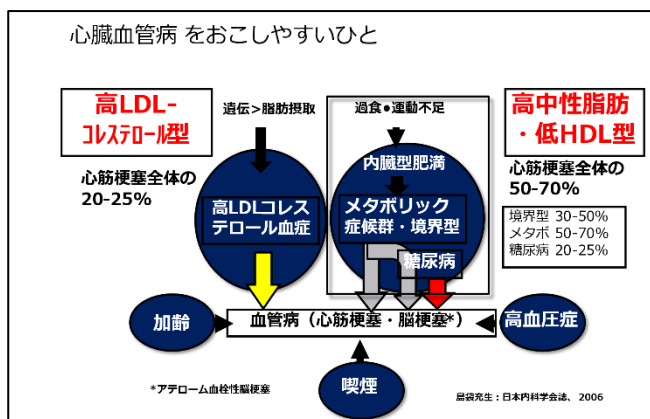 心臓血管病 をおこしやすいひと
高LDL-
コレステロール型
遺伝>脂肪摂取
過食●運動不足
高中性脂肪
・低HDL型
心筋梗塞全体の
20-25%
内臓型肥満
心筋梗塞全体の
50-70%
高LDLコレス
テロール血症
メタボリック
症候群・境界型
境界型 30-50%
メタボ 50-70%
糖尿病 20-25%
糖尿病
加齢
血管病（心筋梗塞・脳梗塞*）
高血圧症
*アテローム血栓性脳梗塞
喫煙
島袋充生：日本内科学会誌、2006